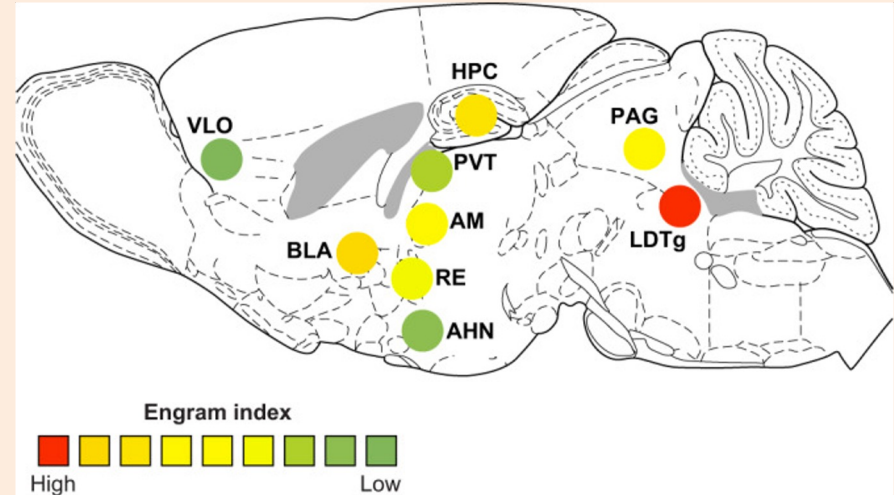 HPC
PAG
VLO
PVT
AM
LDTg
BLA
RE
AHN
Engram index
High
Low